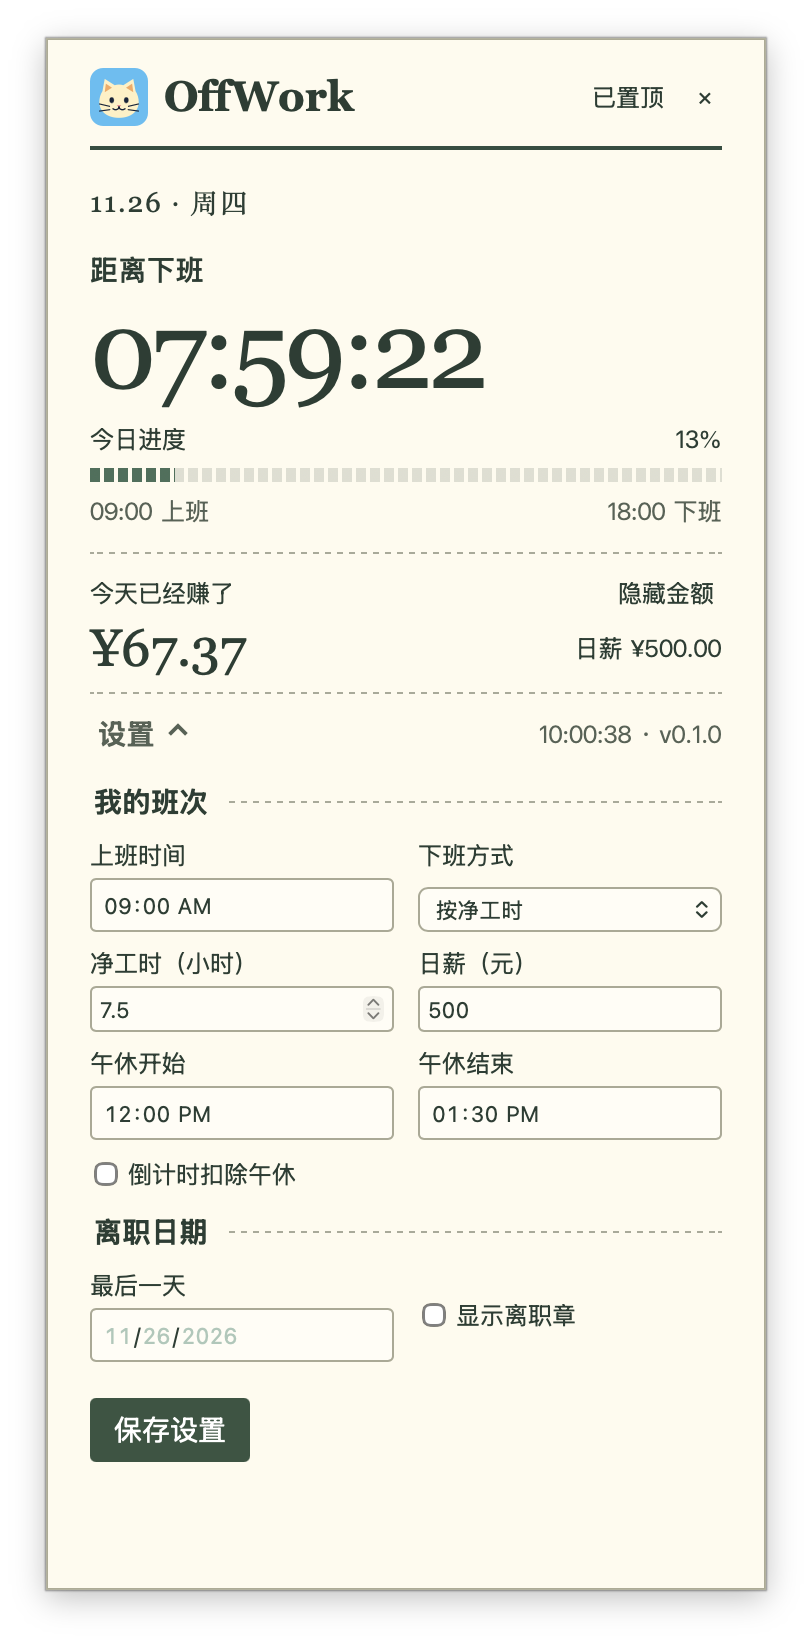 OffWork 已置顶 ×
11.26 · 周四
距离下班
07:59:22
今日进度 13%
09:00 上班 18:00 下班
今天已经赚了 隐藏金额
¥67.37 日薪 ¥500.00
设置 10:00:38 · v0.1.0
我的班次
上班时间 下班方式
09:00 AM 按净工时
净工时（小时） 日薪（元）
7.5 500
午休开始 午休结束
12:00 PM 01:30 PM
倒计时扣除午休
离职日期
最后一天
显示离职章
11/26/2026
保存设置